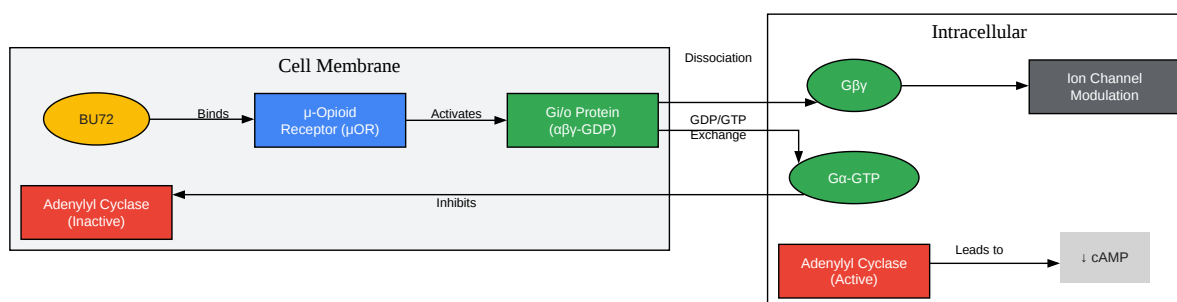 Intracellular
Cell Membrane
Dissociation
BU72
Binds
μ-Opioid
Receptor (μOR)
Activates
Gi/o Protein
(αβγ-GDP)
GDP/GTP
Exchange
Gβγ
Ion Channel
Modulation
Gα-GTP
Adenylyl Cyclase
(Inactive)
Inhibits
Adenylyl Cyclase
(Active)
Leads to
↓ cAMP